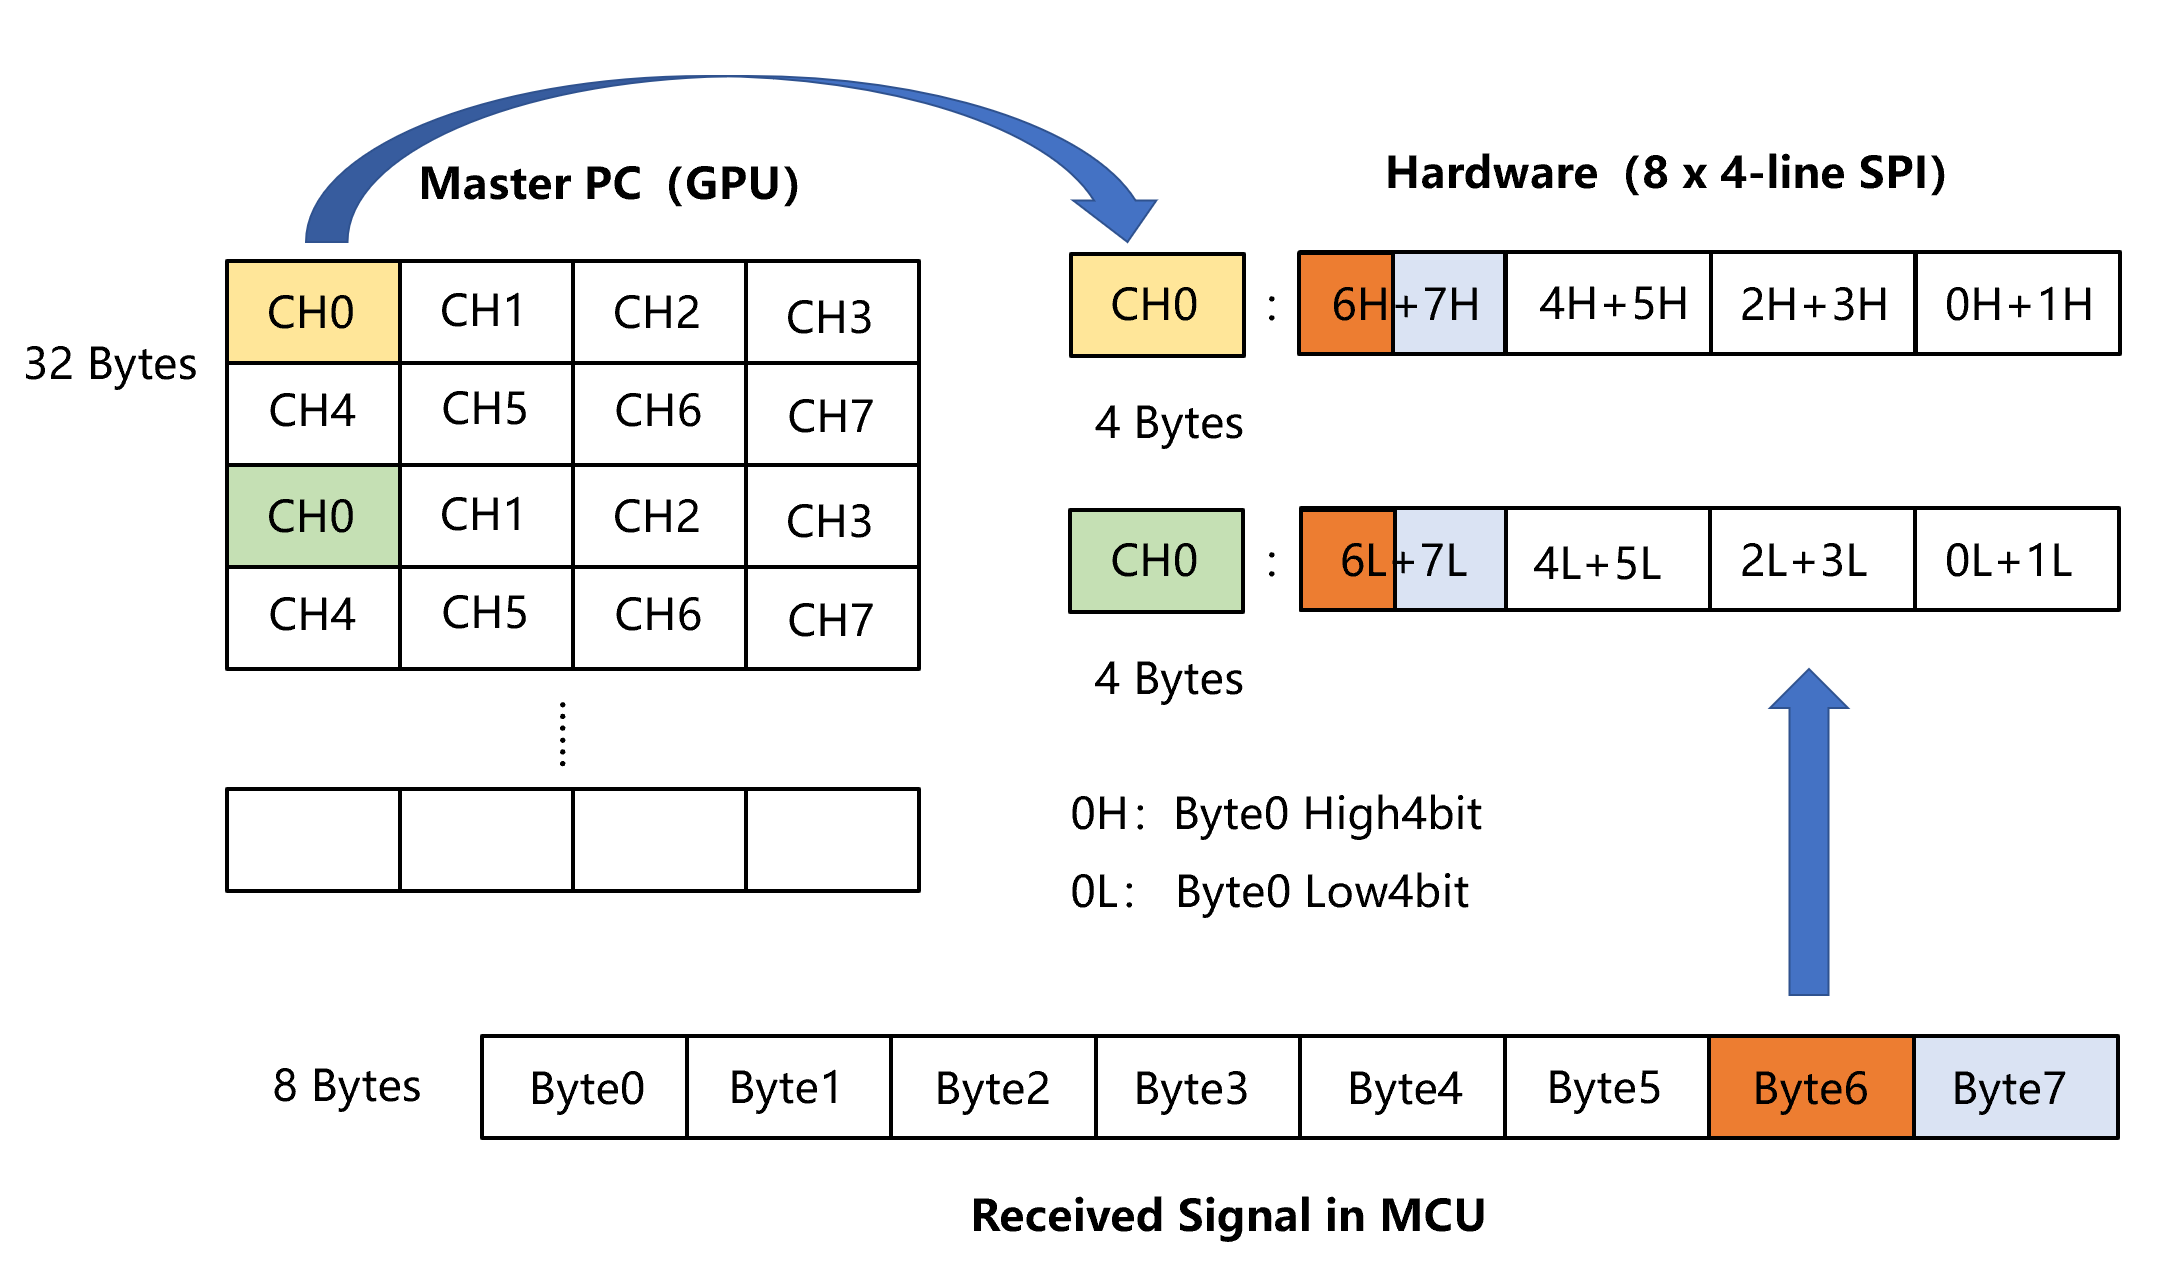 Master PC（GPU）
Hardware（8 x 4-line SPI）
32 Bytes
CH0 CH1 CH2 CH3
CH4 CH5 CH6 CH7
CH0 CH1 CH2 CH3
CH4 CH5 CH6 CH7
CH0 : 6H+7H 4H+5H 2H+3H 0H+1H
4 Bytes
CH0 : 6L+7L 4L+5L 2L+3L 0L+1L
4 Bytes
0H： Byte0 High4bit
0L： Byte0 Low4bit
8 Bytes
Byte0 Byte1 Byte2 Byte3 Byte4 Byte5 Byte6 Byte7
Received Signal in MCU